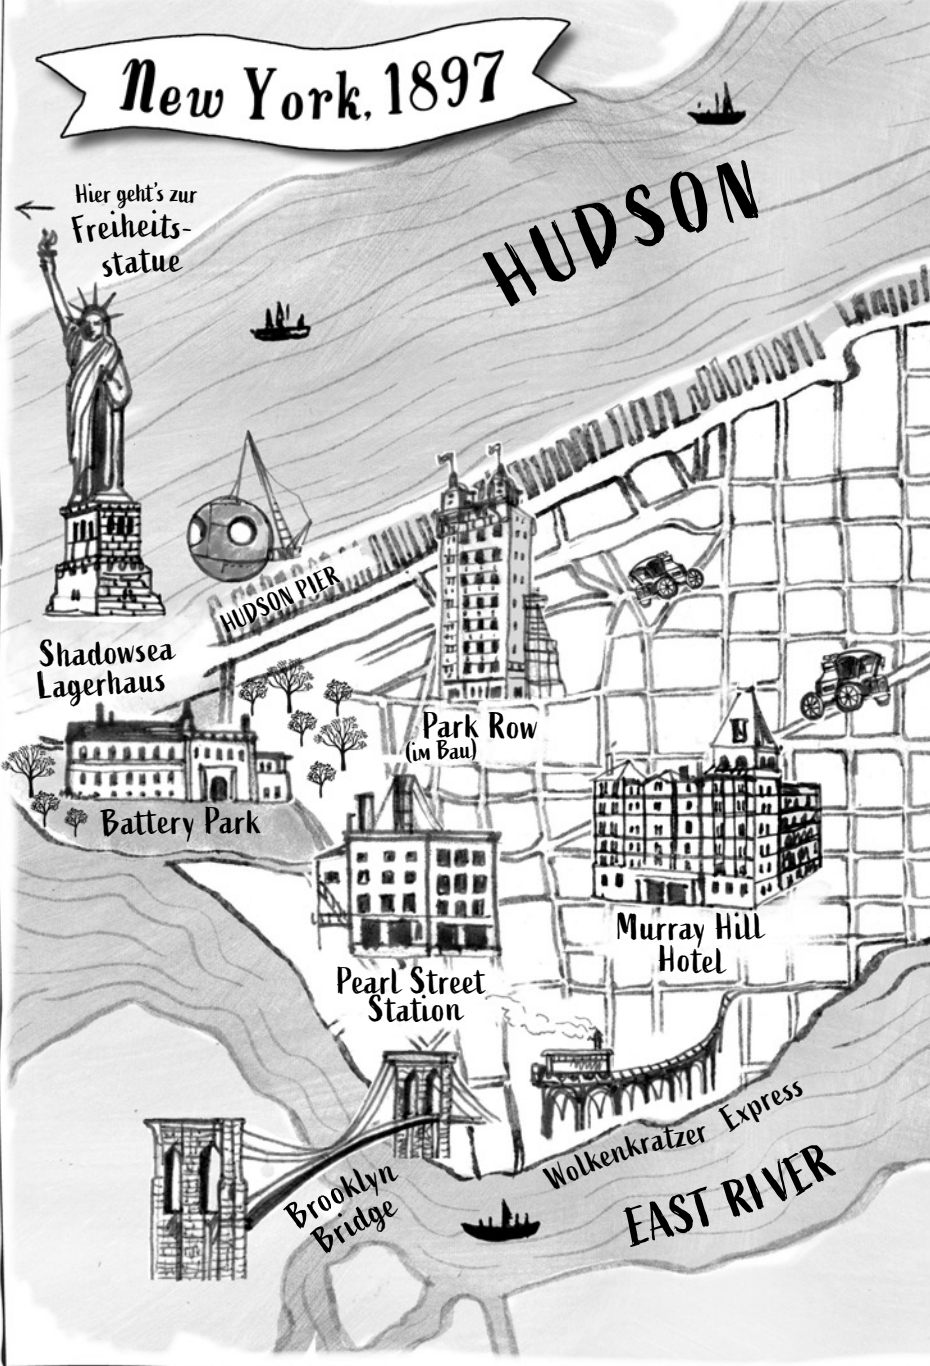 New York, 1897
Hier geht's zur
Freiheits-
statue
HUDSON
HUDSON PIER
Shadowsea
Lagerhaus
Park Row
(im Bau)
Battery Park
Murray Hill
Hotel
Pearl Street
Station
Wolkenkratzer Express
Brooklyn
Bridge
EAST RIVER